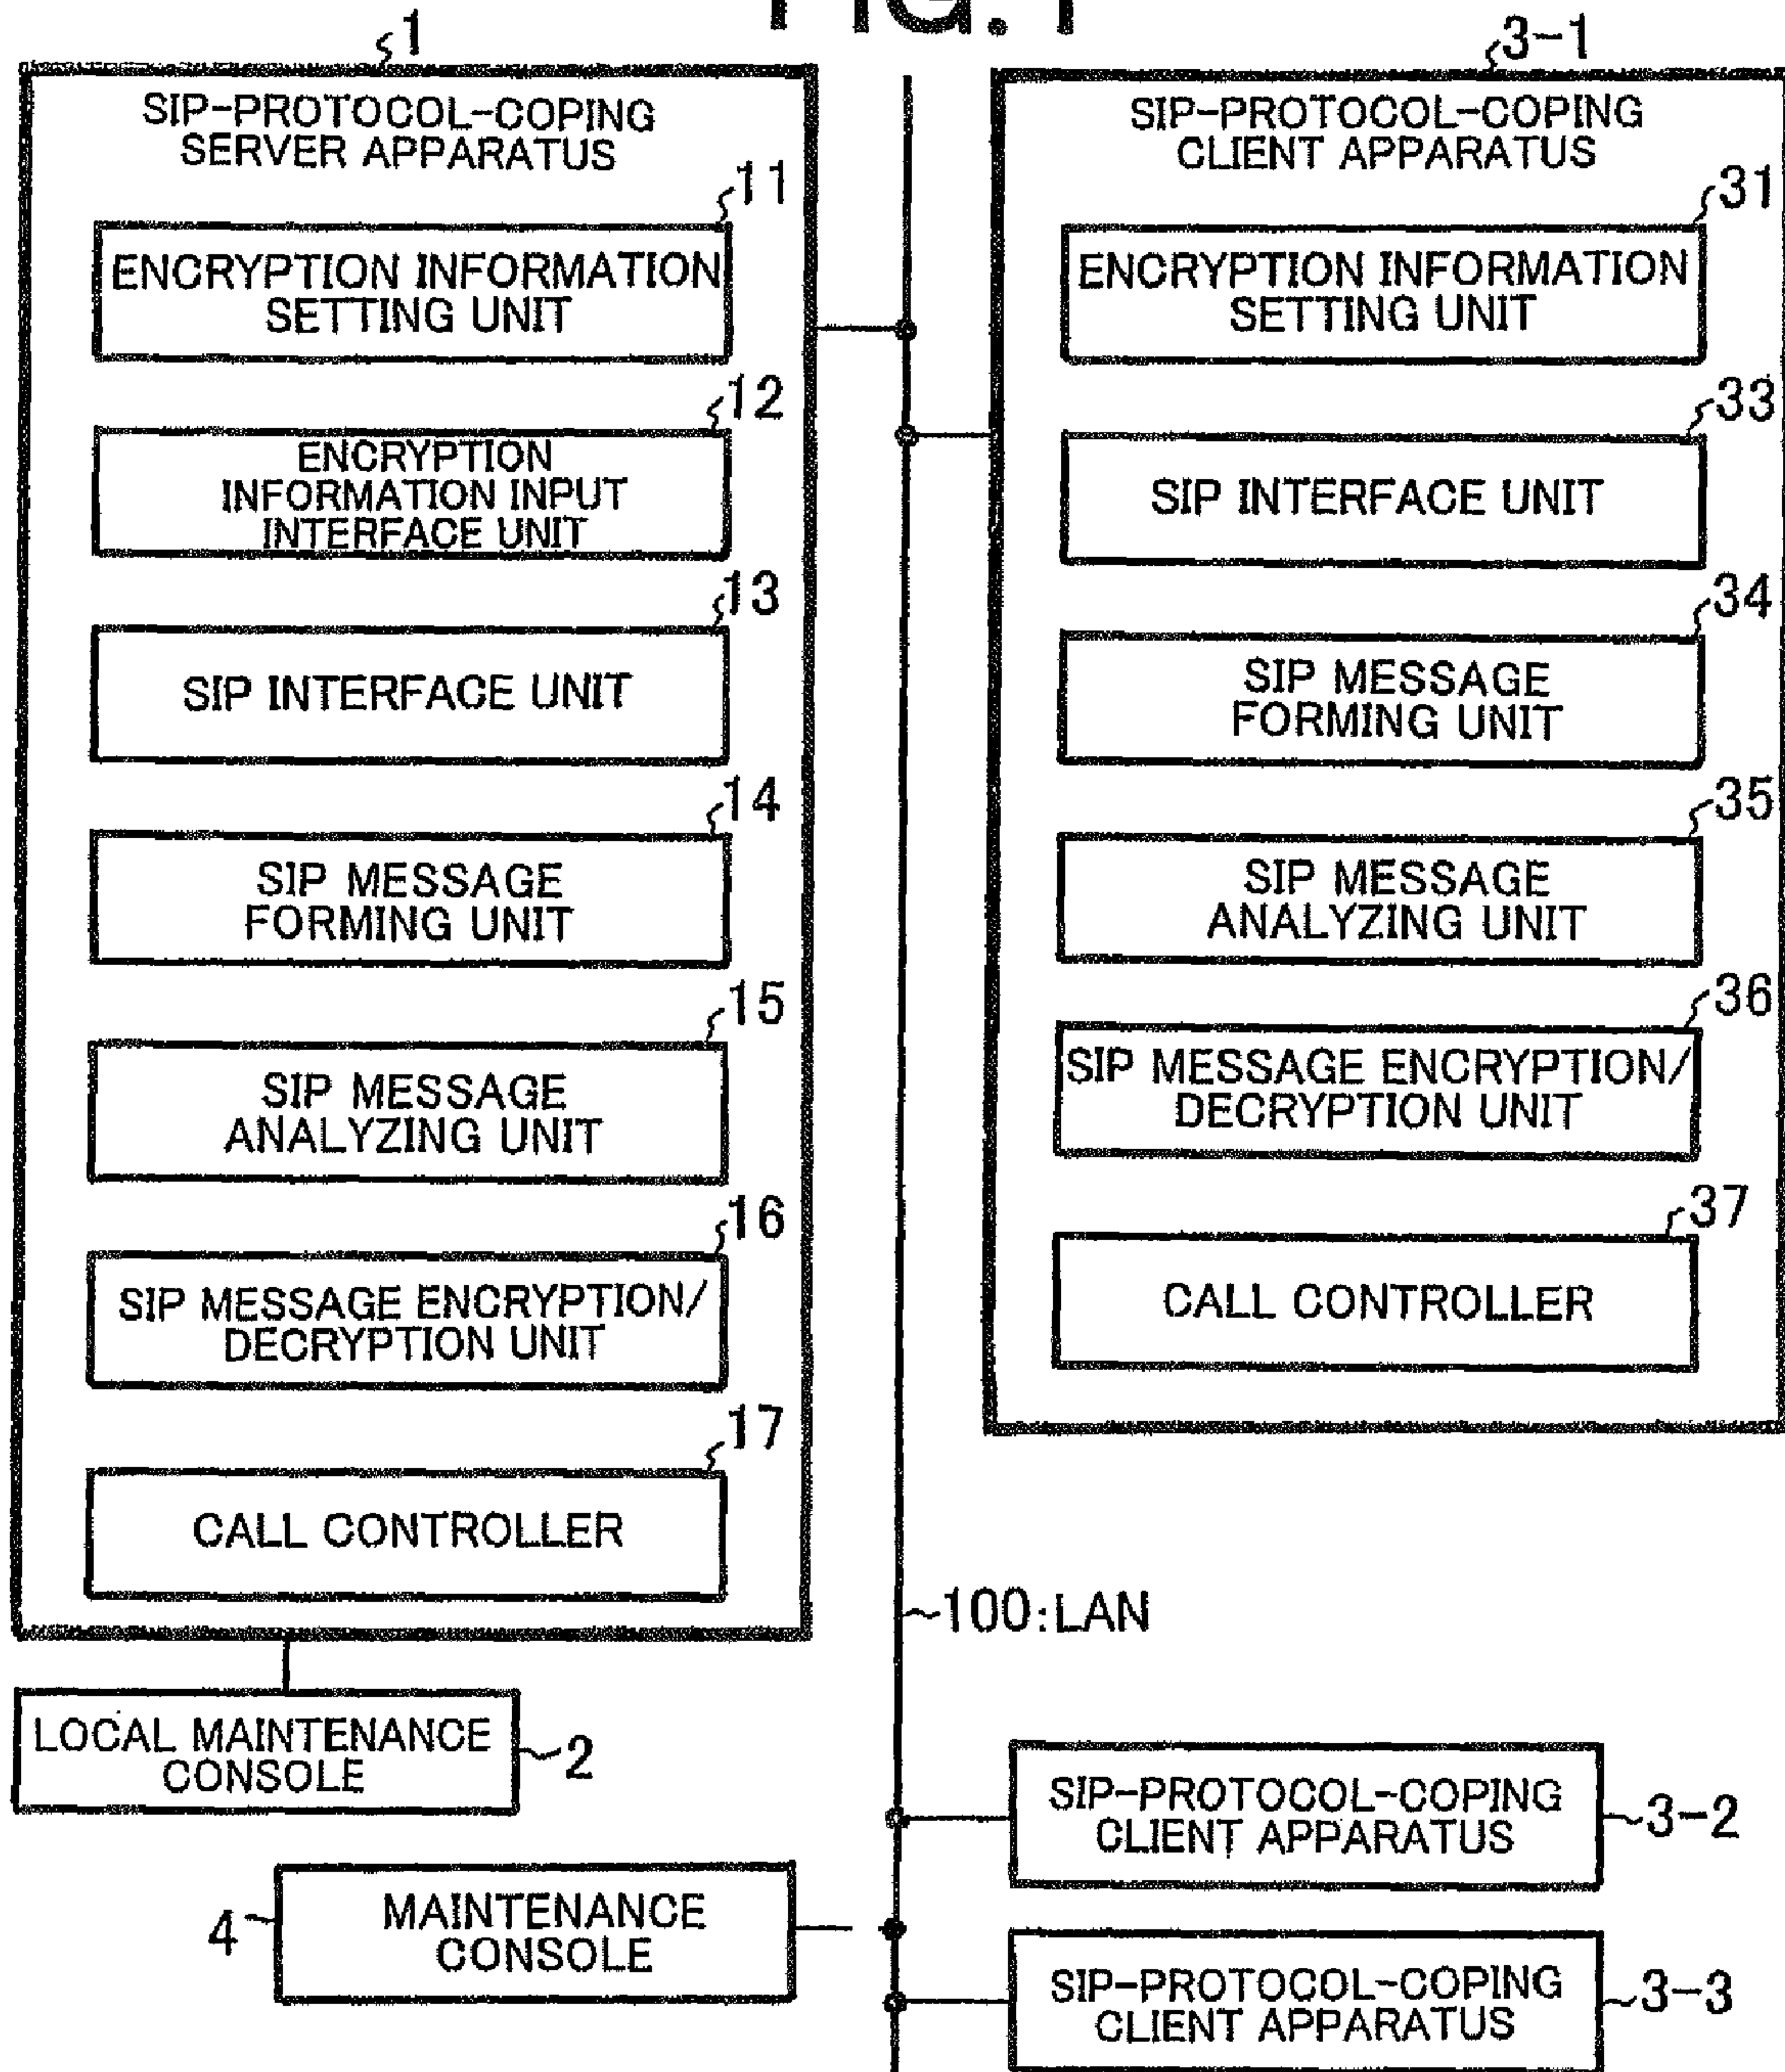 FIG.1
1
SIP-PROTOCOL-COPING
SERVER APPARATUS
11
ENCRYPTION INFORMATION
SETTING UNIT
12
ENCRYPTION
INFORMATION INPUT
INTERFACE UNIT
13
SIP INTERFACE UNIT
14
SIP MESSAGE
FORMING UNIT
15
SIP MESSAGE
ANALYZING UNIT
16
SIP MESSAGE ENCRYPTION/
DECRYPTION UNIT
17
CALL CONTROLLER
LOCAL MAINTENANCE
CONSOLE
2
4
MAINTENANCE
CONSOLE
100:LAN
3-1
SIP-PROTOCOL-COPING
CLIENT APPARATUS
31
ENCRYPTION INFORMATION
SETTING UNIT
33
SIP INTERFACE UNIT
34
SIP MESSAGE
FORMING UNIT
35
SIP MESSAGE
ANALYZING UNIT
36
SIP MESSAGE ENCRYPTION/
DECRYPTION UNIT
37
CALL CONTROLLER
SIP-PROTOCOL-COPING
CLIENT APPARATUS
3-2
SIP-PROTOCOL-COPING
CLIENT APPARATUS
3-3